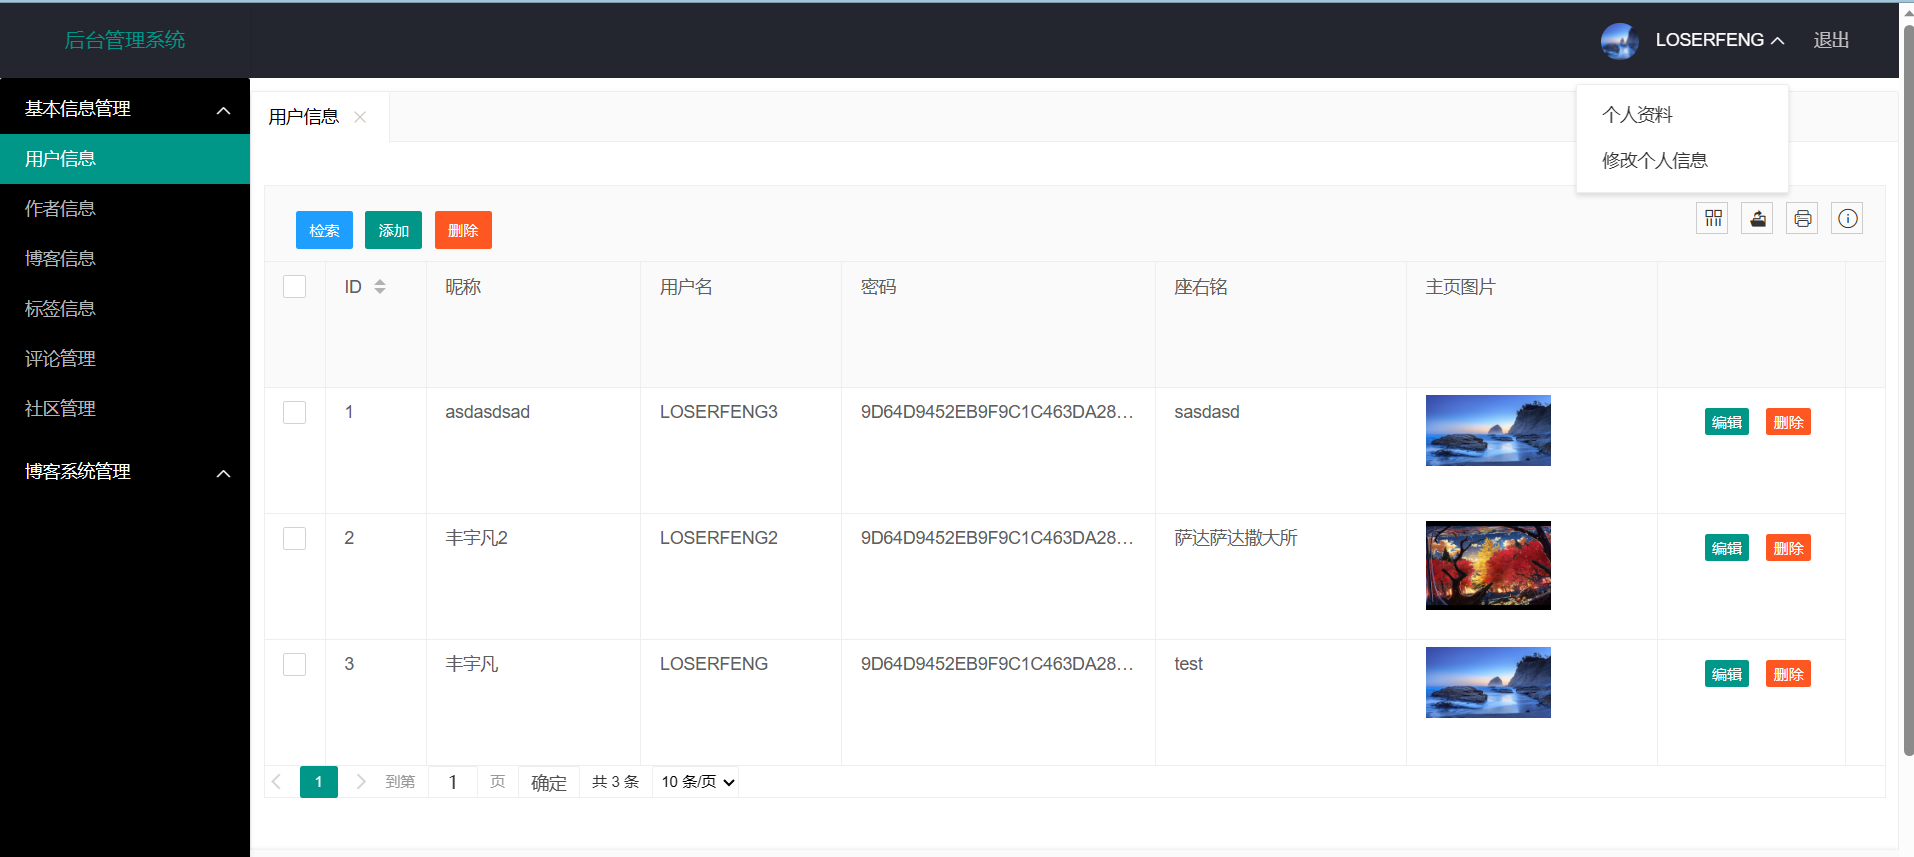 后台管理系统
LOSERFENG
退出
个人资料
修改个人信息
基本信息管理
用户信息
作者信息
博客信息
标签信息
评论管理
社区管理
博客系统管理
用户信息
检索 添加 删除
ID 昵称 用户名 密码 座右铭 主页图片
1 asdasdsad LOSERFENG3 9D64D9452EB9F9C1C463DA28... sasdasd 编辑 删除
2 丰宇凡2 LOSERFENG2 9D64D9452EB9F9C1C463DA28... 萨达萨达撒大所 编辑 删除
3 丰宇凡 LOSERFENG 9D64D9452EB9F9C1C463DA28... test 编辑 删除
1 到第 1 页 确定 共 3 条 10 条/页